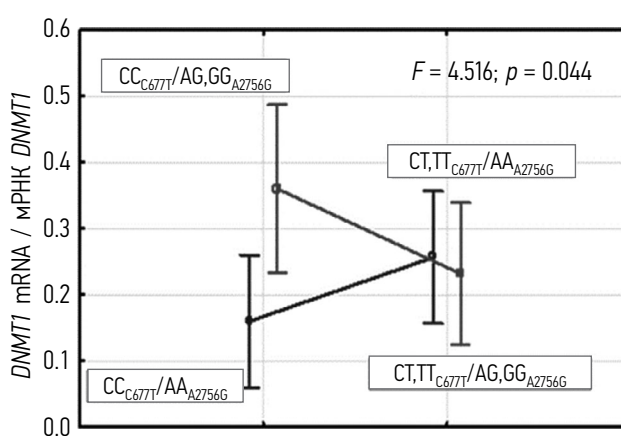 0.6
CC C677T/AG,GG A2756G
F = 4.516; p = 0.044
0.5
CT,TT C677T/AA A2756G
0.4
0.3
0.2
0.1
CC C677T/AA A2756G
CT,TT C677T/AG,GG A2756G
0.0
DNMT1 mRNA / мРНК DNMT1